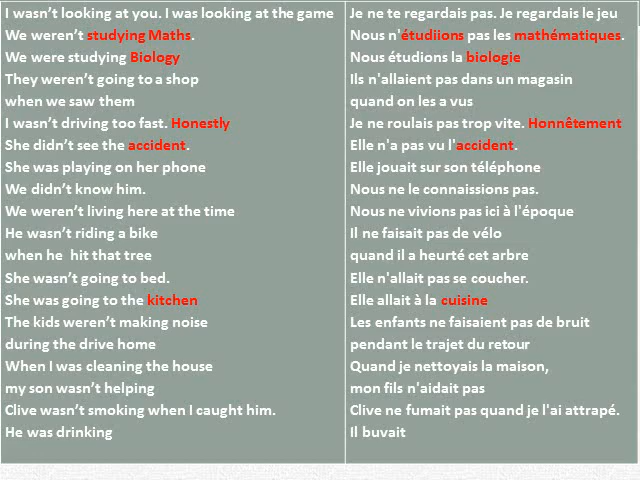 I wasn't looking at you. I was looking at the game
We weren't studying Maths.
We were studying Biology
They weren't going to a shop
when we saw them
I wasn't driving too fast. Honestly
She didn't see the accident.
She was playing on her phone
We didn't know him.
We weren't living here at the time
He wasn't riding a bike
when he  hit that tree
She wasn't going to bed.
She was going to the kitchen
The kids weren't making noise
during the drive home
When I was cleaning the house
my son wasn't helping
Clive wasn't smoking when I caught him.
He was drinking
Je ne te regardais pas. Je regardais le jeu
Nous n'étudiions pas les mathématiques.
Nous étudions la biologie
Ils n'allaient pas dans un magasin
quand on les a vus
Je ne roulais pas trop vite. Honnêtement
Elle n'a pas vu l'accident.
Elle jouait sur son téléphone
Nous ne le connaissions pas.
Nous ne vivions pas ici à l'époque
Il ne faisait pas de vélo
quand il a heurté cet arbre
Elle n'allait pas se coucher.
Elle allait à la cuisine
Les enfants ne faisaient pas de bruit
pendant le trajet du retour
Quand je nettoyais la maison,
mon fils n'aidait pas
Clive ne fumait pas quand je l'ai attrapé.
Il buvait